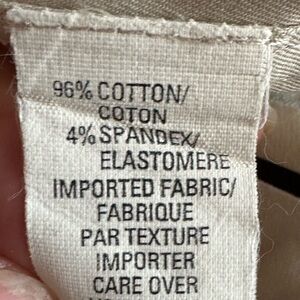 96% COTTON/
COTON
4% SPANDEX/
ELASTOMERE
IMPORTED FABRIC/
FABRIQUE
PAR TEXTURE
IMPORTER
CARE OVER